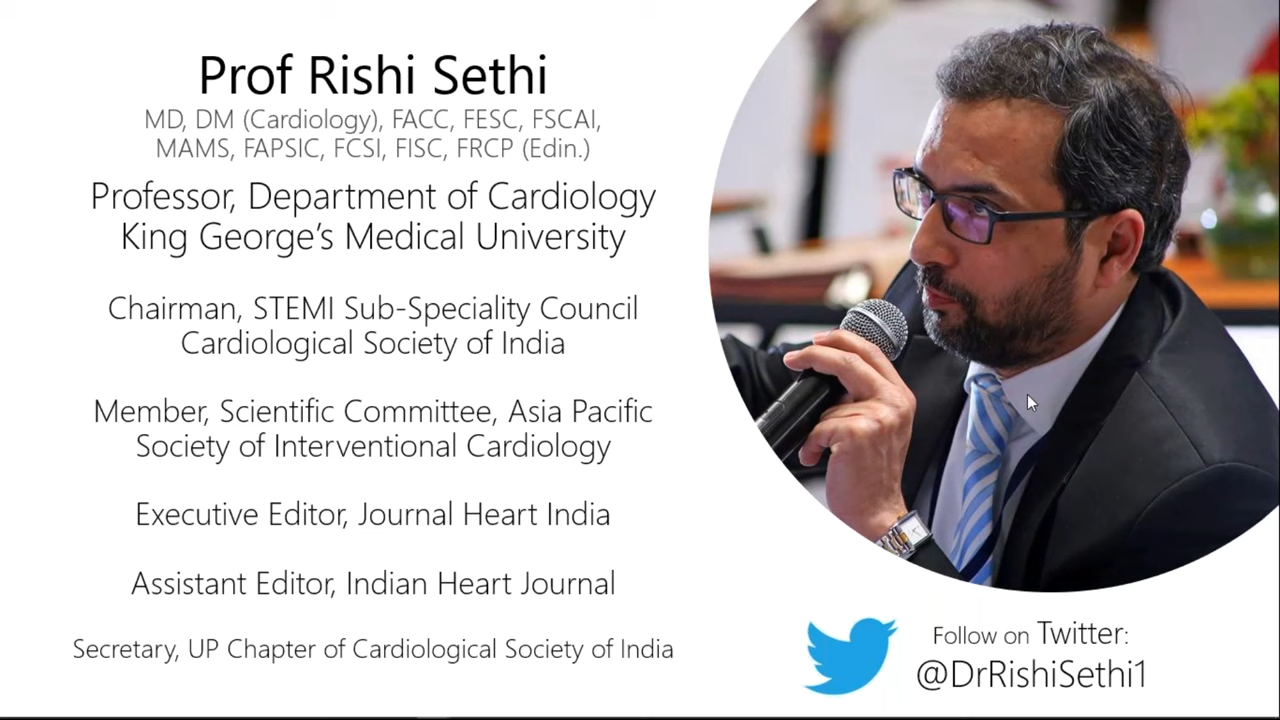 Prof Rishi Sethi
MD, DM (Cardiology), FACC, FESC, FSCAI,
MAMS, FAPSIC, FCSI, FISC, FRCP (Edin.)
Professor, Department of Cardiology
King George’s Medical University
Chairman, STEMI Sub-Speciality Council
Cardiological Society of India
Member, Scientific Committee, Asia Pacific
Society of Interventional Cardiology
Executive Editor, Journal Heart India
Assistant Editor, Indian Heart Journal
Secretary, UP Chapter of Cardiological Society of India
Follow on Twitter:
@DrRishiSethi1